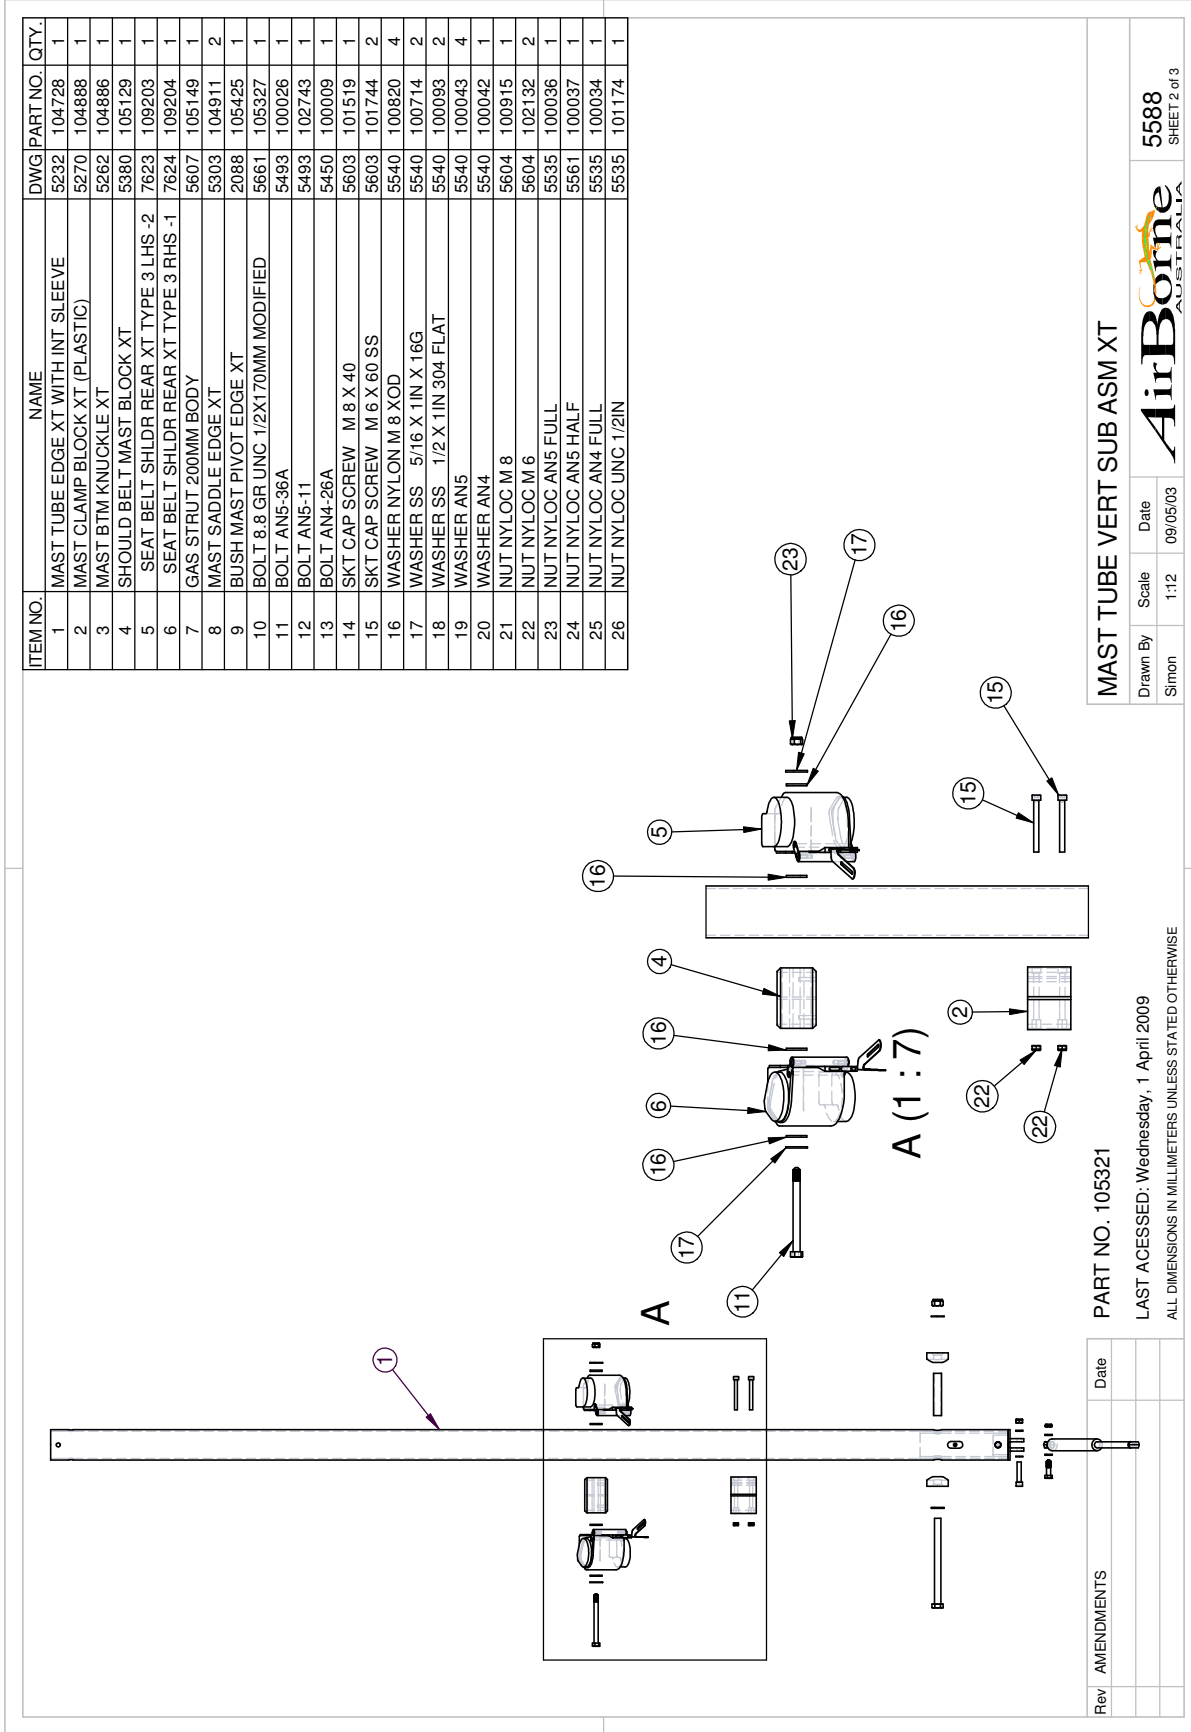 ITEM NO. NAME DWG PART NO. QTY.
1 MAST TUBE EDGE XT WITH INT SLEEVE 5232 104728 1
2 MAST CLAMP BLOCK XT (PLASTIC) 5270 104888 1
3 MAST BTM KNUCKLE XT 5262 104886 1
4 SHOULD BELT MAST BLOCK XT 5380 105129 1
5 SEAT BELT SHLDR REAR XT TYPE 3 LHS -2 7623 109203 1
6 SEAT BELT SHLDR REAR XT TYPE 3 RHS -1 7624 109204 1
7 GAS STRUT 200MM BODY 5607 105149 1
8 MAST SADDLE EDGE XT 5303 104911 2
9 BUSH MAST PIVOT EDGE XT 2088 105425 1
10 BOLT 8.8 GR UNC 1/2X170MM MODIFIED 5661 105327 1
11 BOLT AN5-36A 5493 100026 1
12 BOLT AN5-11 5493 102743 1
13 BOLT AN4-26A 5450 100009 1
14 SKT CAP SCREW M 8 X 40 5603 101519 1
15 SKT CAP SCREW M 6 X 60 SS 5603 101744 2
16 WASHER NYLON M 8 XOD 5540 100820 4
17 WASHER SS 5/16 X 1IN X 16G 5540 100714 2
18 WASHER SS 1/2 X 1IN 304 FLAT 5540 100093 2
19 WASHER AN5 5540 100043 4
20 WASHER AN4 5540 100042 1
21 NUT NYLOC M 8 5604 100915 1
22 NUT NYLOC M 6 5604 102132 2
23 NUT NYLOC AN5 FULL 5535 100036 1
24 NUT NYLOC AN5 HALF 5561 100037 1
25 NUT NYLOC AN4 FULL 5535 100034 1
26 NUT NYLOC UNC 1/2IN 5535 101174 1
1
A
11
17
16
6
16
4
16
5
16
17
23
15
15
2
22
22
A (1 : 7)
Rev AMENDMENTS Date
PART NO. 105321
LAST ACESSED: Wednesday, 1 April 2009
ALL DIMENSIONS IN MILLIMETERS UNLESS STATED OTHERWISE
MAST TUBE VERT SUB ASM XT
Drawn By Scale Date
Simon 1:12 09/05/03
AirBorne
AUSTRALIA
5588
SHEET 2 of 3